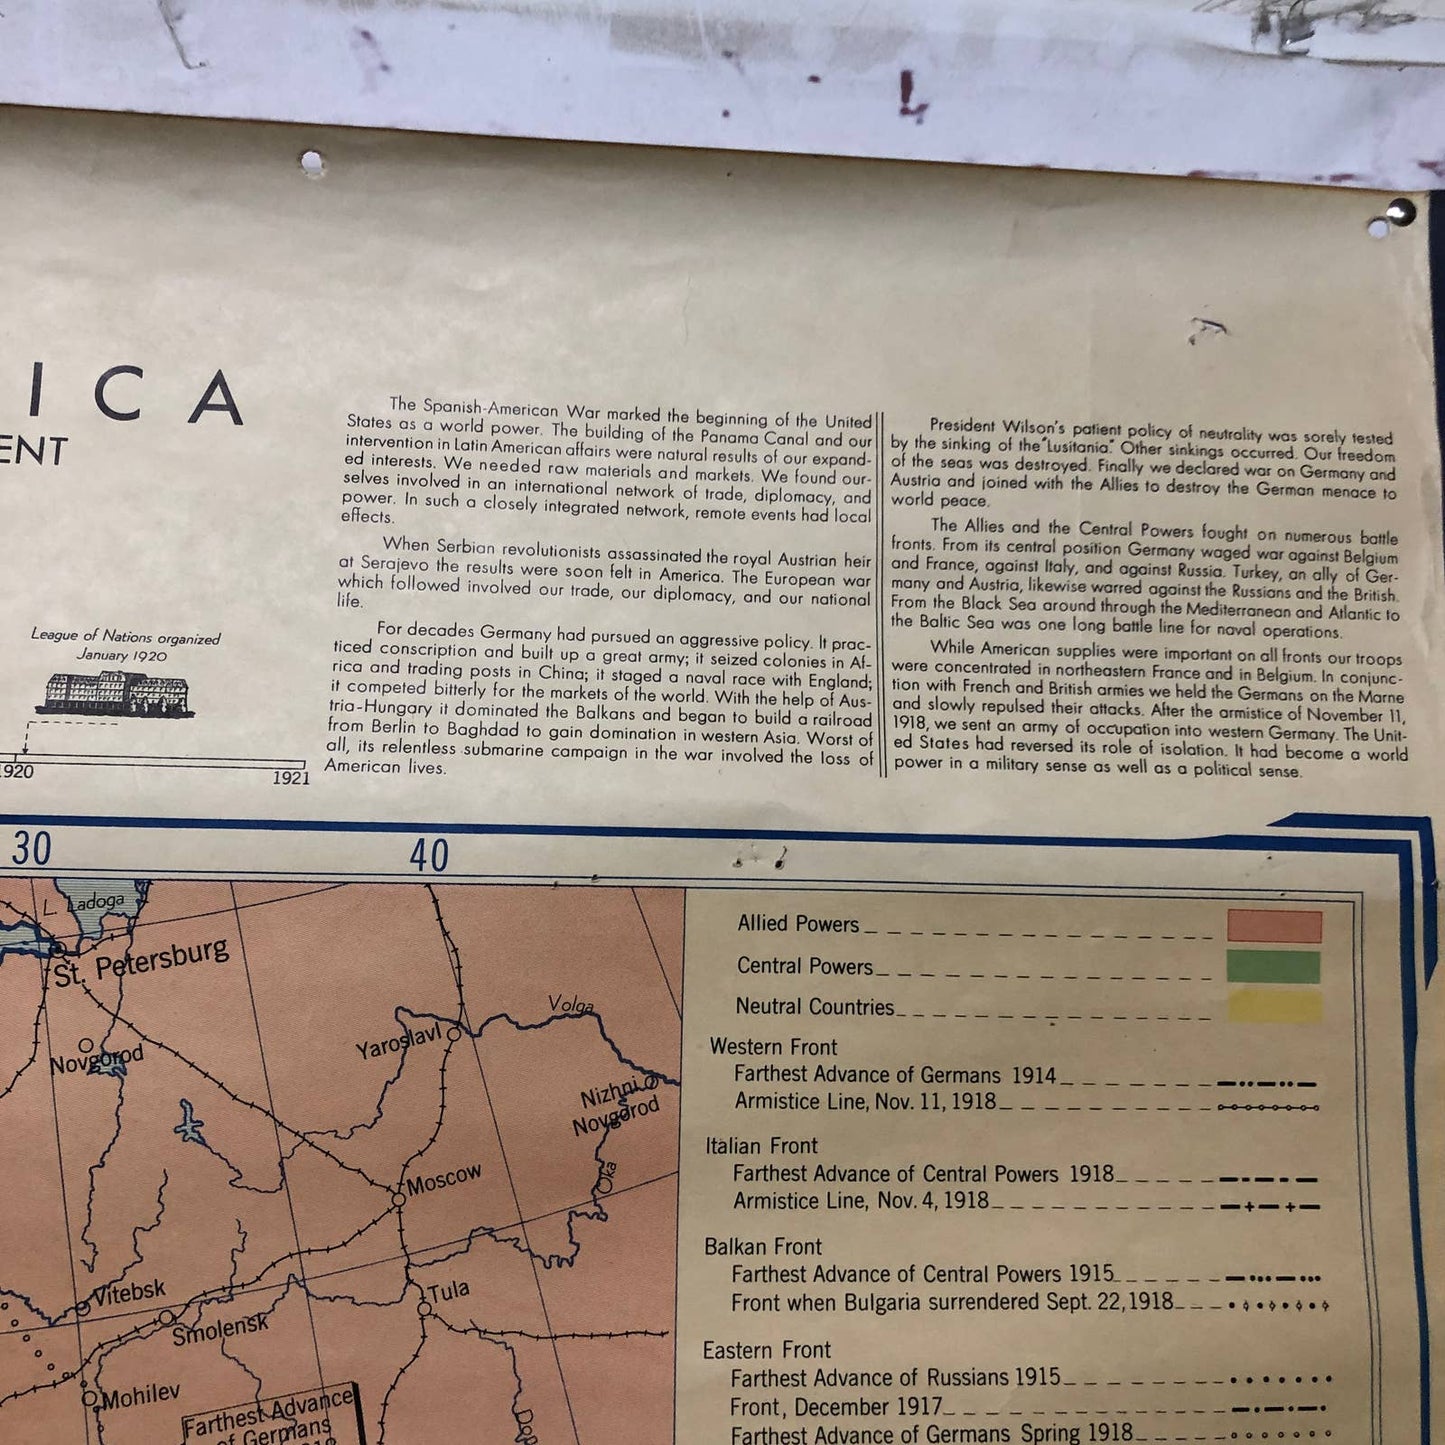 ICA
ENT
The Spanish-American War marked the beginning of the United
States as a world power. The building of the Panama Canal and our
intervention in Latin American affairs were natural results of our expand-
ed interests. We needed raw materials and markets. We found our-
selves involved in an international network of trade, diplomacy, and
power. In such a closely integrated network, remote events had local
effects.
When Serbian revolutionists assassinated the royal Austrian heir
at Serajevo the results were soon felt in America. The European war
which followed involved our trade, our diplomacy, and our national
life.
For decades Germany had pursued an aggressive policy. It prac-
ticed conscription and built up a great army; it seized colonies in Af-
rica and trading posts in China; it staged a naval race with England;
it competed bitterly for the markets of the world. With the help of Aus-
tria-Hungary it dominated the Balkans and began to build a railroad
from Berlin to Baghdad to gain domination in western Asia. Worst of
all, its relentless submarine campaign in the war involved the loss of
American lives.
President Wilson's patient policy of neutrality was sorely tested
by the sinking of the "Lusitania." Other sinkings occurred. Our freedom
of the seas was destroyed. Finally we declared war on Germany and
Austria and joined with the Allies to destroy the German menace to
world peace.
The Allies and the Central Powers fought on numerous battle
fronts. From its central position Germany waged war against Belgium
and France, against Italy, and against Russia. Turkey, an ally of Ger-
many and Austria, likewise warred against the Russians and the British.
From the Black Sea around through the Mediterranean and Atlantic to
the Baltic Sea was one long battle line for naval operations.
While American supplies were important on all fronts our troops
were concentrated in northeastern France and in Belgium. In conjunc-
tion with French and British armies we held the Germans on the Marne
and slowly repulsed their attacks. After the armistice of November 11,
1918, we sent an army of occupation into western Germany. The Unit-
ed States had reversed its role of isolation. It had become a world
power in a military sense as well as a political sense.
League of Nations organized
January 1920
1920
1921
30
40
L. Ladoga
St. Petersburg
Novgorod
Yaroslavl
Volga
Nizhni
Novgorod
Oka
Moscow
Vitebsk
Smolensk
Tula
Mohilev
Farthest Advance
of Germans
Don
Allied Powers
Central Powers
Neutral Countries
Western Front
Farthest Advance of Germans 1914
Armistice Line, Nov. 11, 1918
Italian Front
Farthest Advance of Central Powers 1918
Armistice Line, Nov. 4, 1918
Balkan Front
Farthest Advance of Central Powers 1915
Front when Bulgaria surrendered Sept. 22, 1918
Eastern Front
Farthest Advance of Russians 1915
Front, December 1917
Farthest Advance of Germans Spring 1918